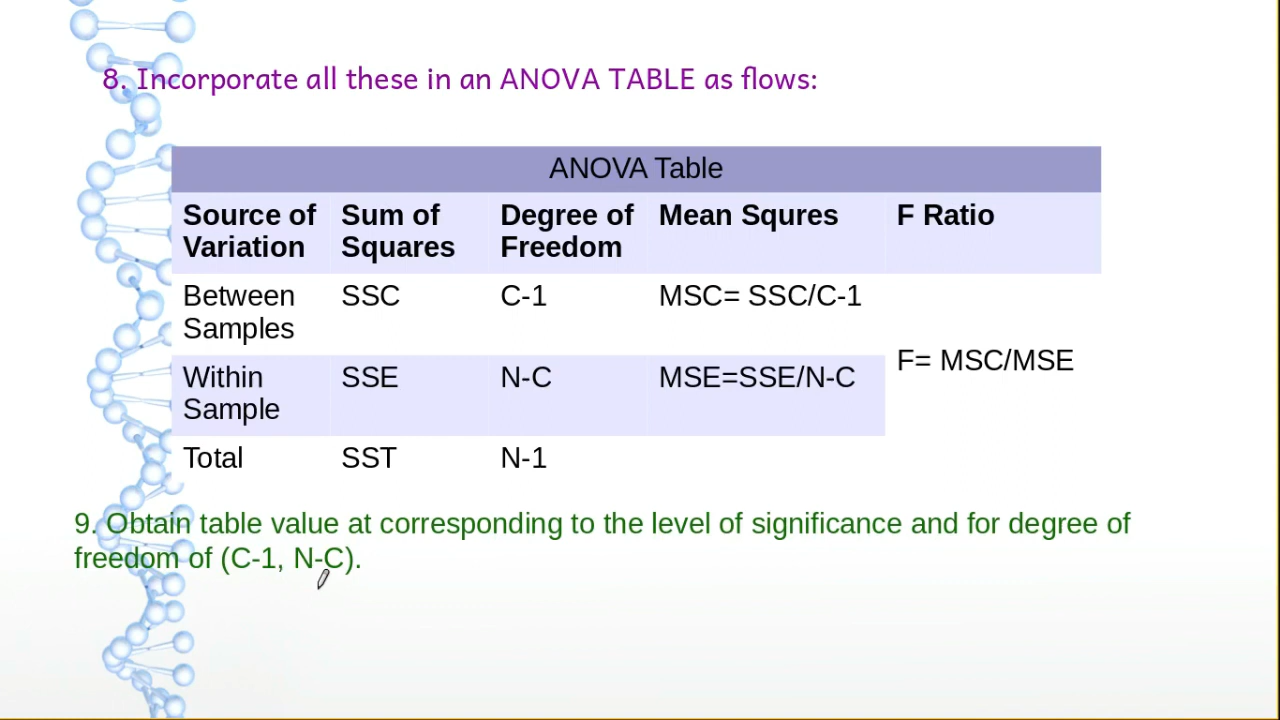 8. Incorporate all these in an ANOVA TABLE as flows:
ANOVA Table
Source of Variation Sum of Squares Degree of Freedom Mean Squres F Ratio
Between Samples SSC C-1 MSC= SSC/C-1
F= MSC/MSE
Within Sample SSE N-C MSE=SSE/N-C
Total SST N-1
9. Obtain table value at corresponding to the level of significance and for degree of
freedom of (C-1, N-C).